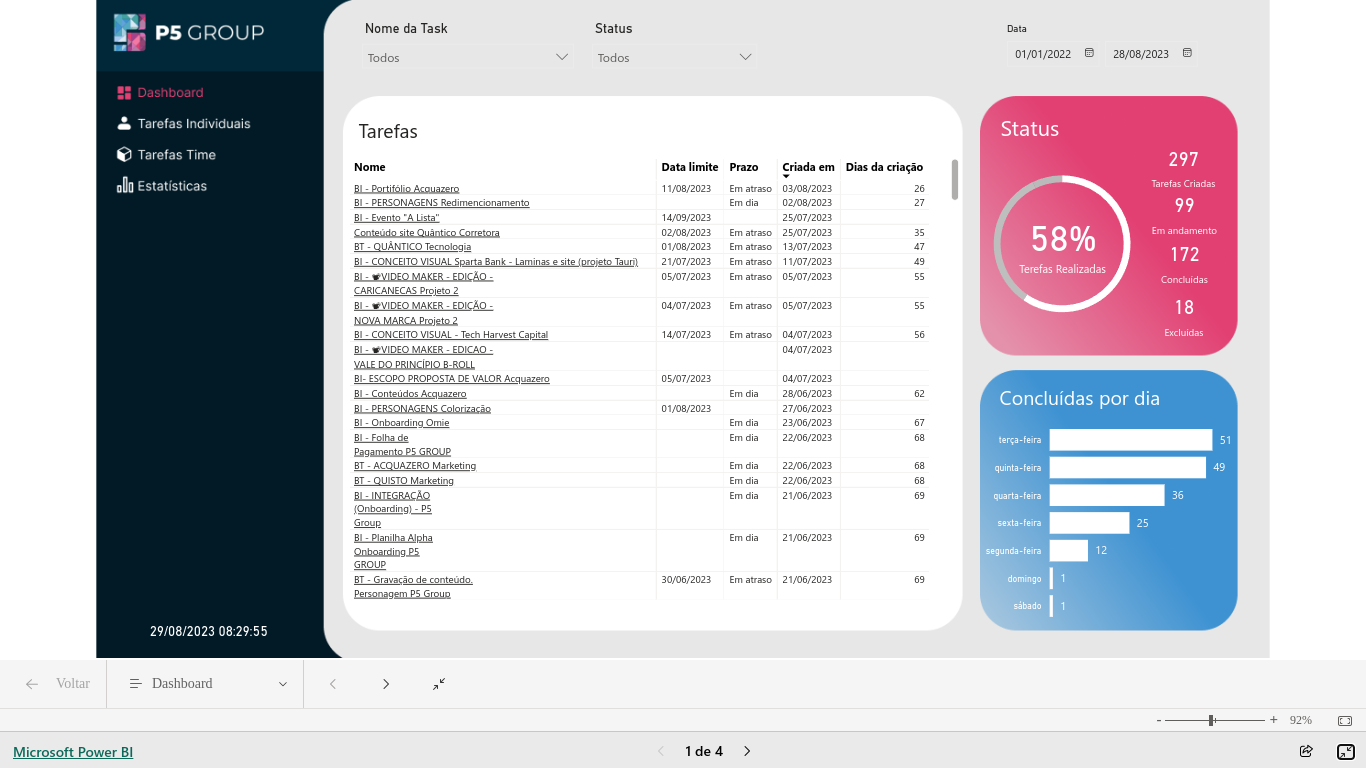 P5 GROUP
Dashboard
Tarefas Individuais
Tarefas Time
Estatísticas
29/08/2023 08:29:55
Nome da Task
Todos
Status
Todos
Data
01/01/2022
28/08/2023
Tarefas
Nome Data limite Prazo Criada em Dias da criação
BI - Portifólio Acquazero 11/08/2023 Em atraso 03/08/2023 26
BI - PERSONAGENS Redimencionamento Em dia 02/08/2023 27
BI - Evento "A Lista" 14/09/2023 25/07/2023
Conteúdo site Quântico Corretora 02/08/2023 Em atraso 25/07/2023 35
BT - QUÂNTICO Tecnologia 01/08/2023 Em atraso 13/07/2023 47
BI - CONCEITO VISUAL Sparta Bank - Laminas e site (projeto Tauri) 21/07/2023 Em atraso 11/07/2023 49
BI - 📽VIDEO MAKER - EDIÇÃO - 05/07/2023 Em atraso 05/07/2023 55
CARICANECAS Projeto 2
BI - 📽VIDEO MAKER - EDIÇÃO - 04/07/2023 Em atraso 05/07/2023 55
NOVA MARCA Projeto 2
BI - CONCEITO VISUAL - Tech Harvest Capital 14/07/2023 Em atraso 04/07/2023 56
BI - 📽VIDEO MAKER - EDICAO - 04/07/2023
VALE DO PRINCÍPIO B-ROLL
BI- ESCOPO PROPOSTA DE VALOR Acquazero 05/07/2023 04/07/2023
BI - Conteúdos Acquazero Em dia 28/06/2023 62
BI - PERSONAGENS Colorização 01/08/2023 27/06/2023
BI - Onboarding Omie Em dia 23/06/2023 67
BI - Folha de Em dia 22/06/2023 68
Pagamento P5 GROUP
BT - ACQUAZERO Marketing Em dia 22/06/2023 68
BT - QUISTO Marketing Em dia 22/06/2023 68
BI - INTEGRAÇÃO Em dia 21/06/2023 69
(Onboarding) - P5
Group
BI - Planilha Alpha Em dia 21/06/2023 69
Onboarding P5
GROUP
BT - Gravação de conteúdo. 30/06/2023 Em atraso 21/06/2023 69
Personagem P5 Group
Status
58%
Terefas Realizadas
297
Tarefas Criadas
99
Em andamento
172
Concluídas
18
Excluídas
Concluídas por dia
terça-feira 51
quinta-feira 49
quarta-feira 36
sexta-feira 25
segunda-feira 12
domingo 1
sábado 1
Voltar
Dashboard
- + 92%
Microsoft Power BI
1 de 4